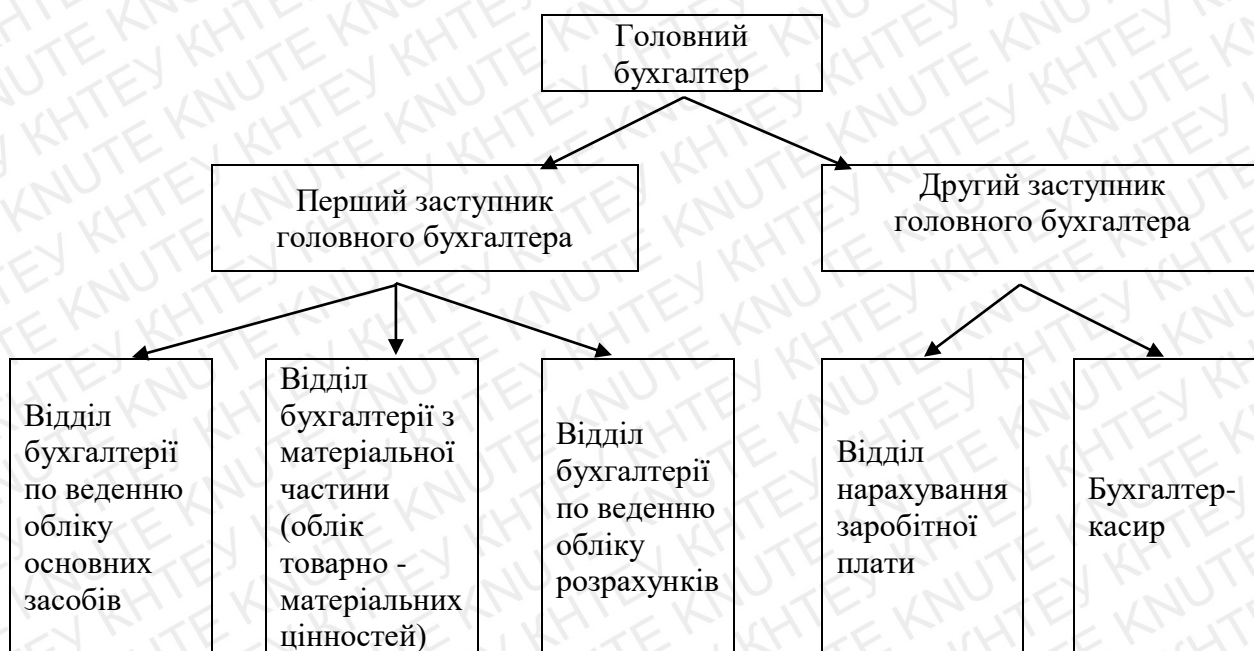 Головний
бухгалтер
Перший заступник
головного бухгалтера
Другий заступник
головного бухгалтера
Відділ
бухгалтерії
по веденню
обліку
основних
засобів
Відділ
бухгалтерії з
матеріальної
частини
(облік
товарно -
матеріальних
цінностей)
Відділ
бухгалтерії
по веденню
обліку
розрахунків
Відділ
нарахування
заробітної
плати
Бухгалтер-
касир